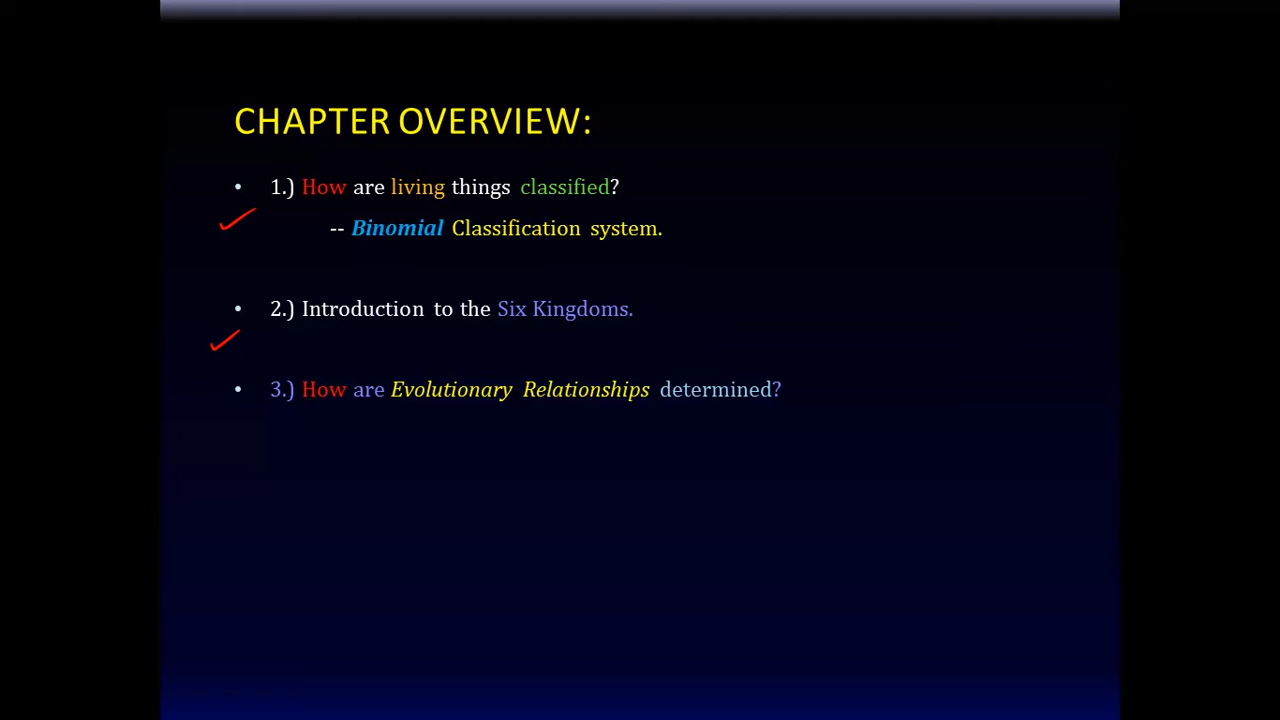 CHAPTER OVERVIEW:
• 1.) How are living things classified?
-- Binomial Classification system.
• 2.) Introduction to the Six Kingdoms.
• 3.) How are Evolutionary Relationships determined?